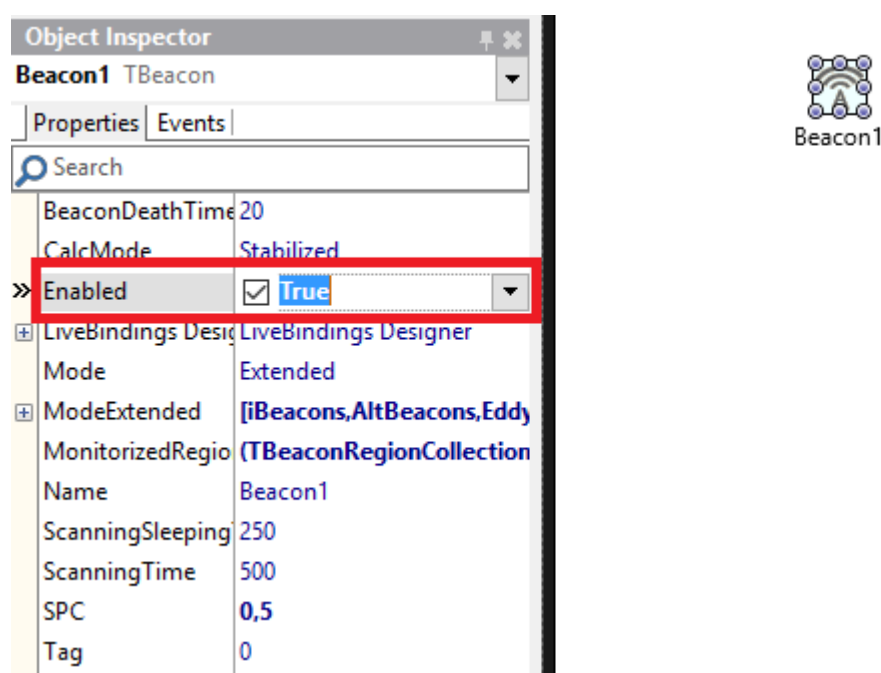 Object Inspector
Beacon1 TBeacon
Properties Events
Search
BeaconDeathTime 20
CalcMode Stabilized
Enabled True
LiveBindings Desig LiveBindings Designer
Mode Extended
ModeExtended [iBeacons,AltBeacons,Eddy
MonitorizedRegio (TBeaconRegionCollection
Name Beacon1
ScanningSleeping 250
ScanningTime 500
SPC 0,5
Tag 0
Beacon1